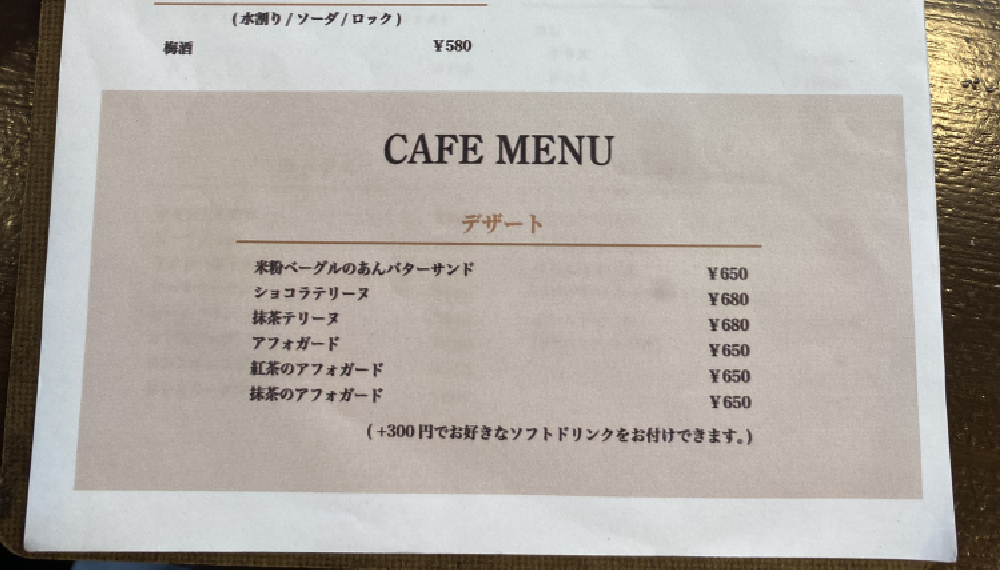 (水割り/ソーダ/ロック)
梅酒 ¥580
CAFE MENU
デザート
米粉ベーグルのあんバターサンド ¥650
ショコラテリーヌ ¥680
抹茶テリーヌ ¥680
アフォガード ¥650
紅茶のアフォガード ¥650
抹茶のアフォガード ¥650
( +300円でお好きなソフトドリンクをお付けできます。)